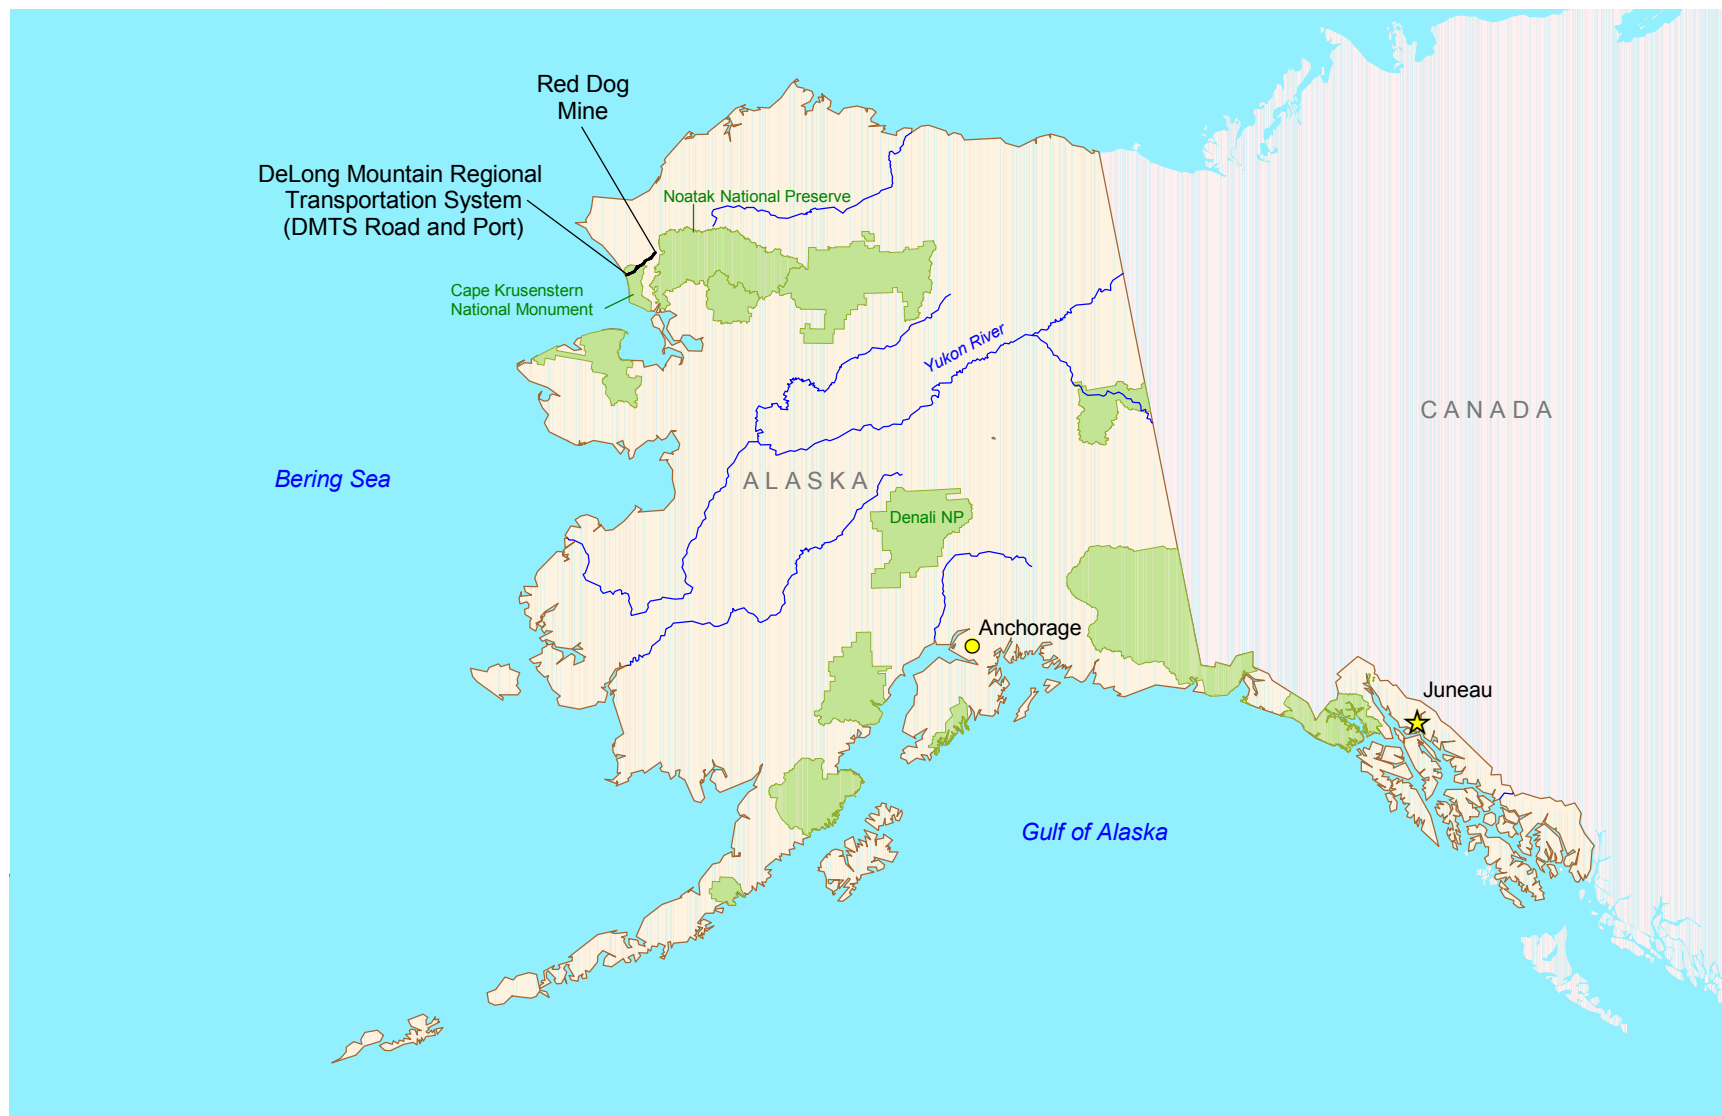 Red Dog
Mine
DeLong Mountain Regional
Transportation System
(DMTS Road and Port)
Noatak National Preserve
Cape Krusenstern
National Monument
Yukon River
CANADA
Bering Sea
ALASKA
Denali NP
Anchorage
Juneau
Gulf of Alaska